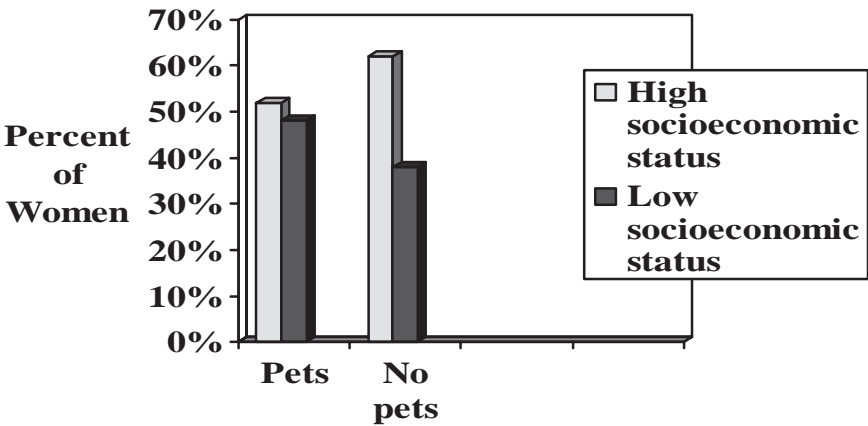 70%
60%
50%
40%
30%
20%
10%
0%
Percent
of
Women
Pets
No
pets
High
socioeconomic
status
Low
socioeconomic
status